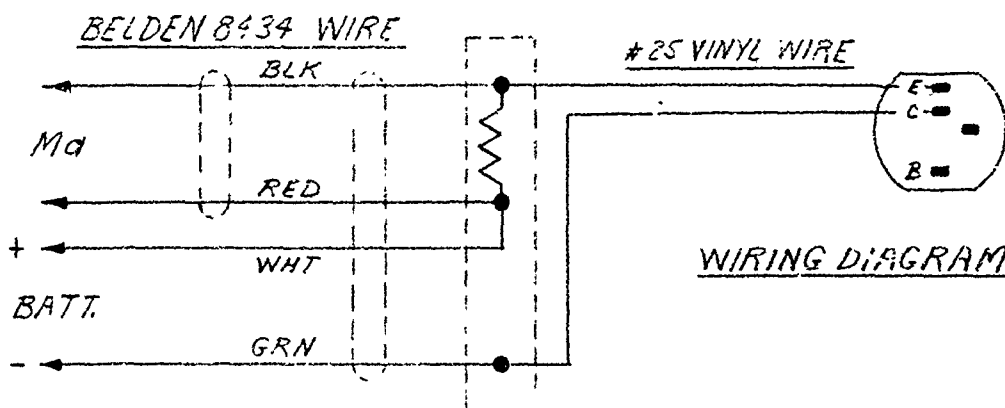 BELDEN 8434 WIRE
BLK
#25 VINYL WIRE
E
C
Ma
RED
B
+
WHT
WIRING DIAGRAM
BATT.
GRN
-